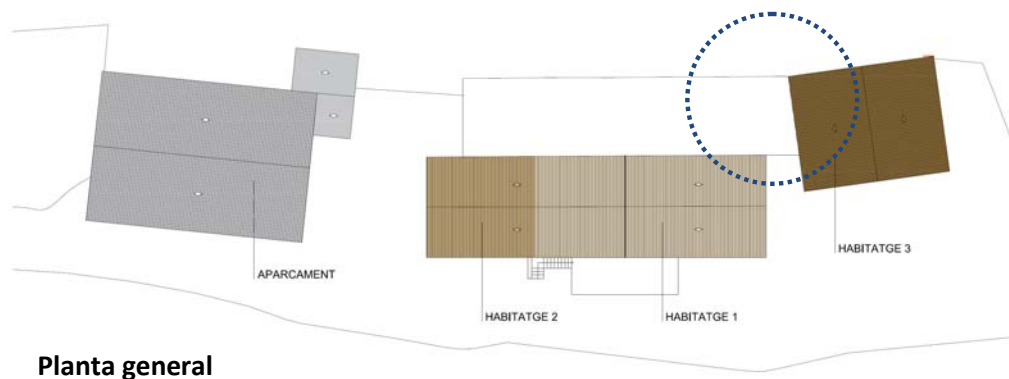 HABITATGE 3
APARCAMENT
HABITATGE 2
HABITATGE 1
Planta general